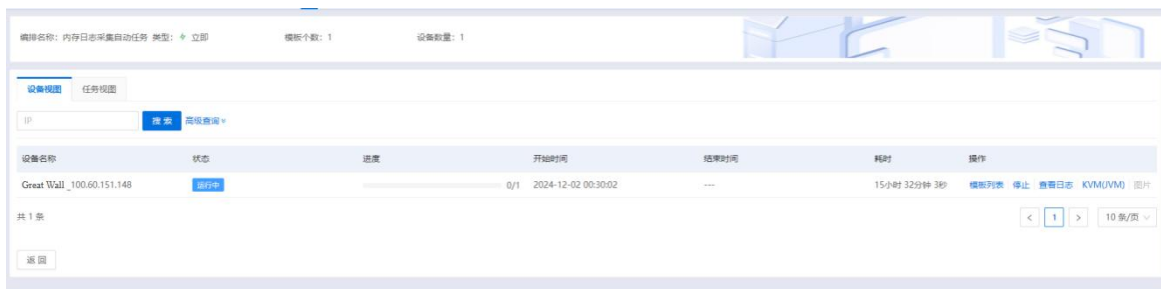 编排名称：内存日志采集自动任务 类型： 立即 模板个数：1 设备数量：1
设备视图 任务视图
IP 搜索 高级查询
设备名称 状态 进度 开始时间 结束时间 耗时 操作
Great Wall _100.60.151.148 运行中 0/1 2024-12-02 00:30:02 --- 15小时 32分钟 3秒 模板列表 停止 查看日志 KVM(JVM) 图片
共 1 条 < 1 > 10 条/页
返回